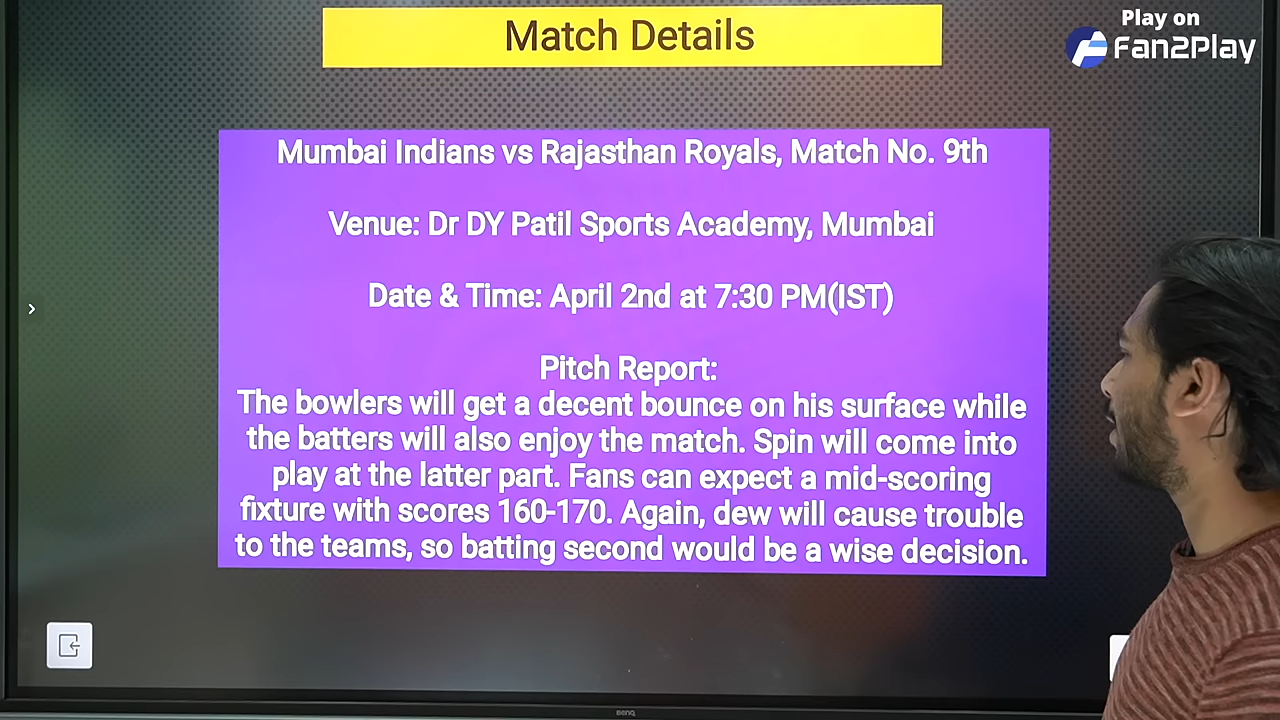 Match Details
Play on
Fan2Play
Mumbai Indians vs Rajasthan Royals, Match No. 9th
Venue: Dr DY Patil Sports Academy, Mumbai
Date & Time: April 2nd at 7:30 PM(IST)
Pitch Report:
The bowlers will get a decent bounce on his surface while
the batters will also enjoy the match. Spin will come into
play at the latter part. Fans can expect a mid-scoring
fixture with scores 160-170. Again, dew will cause trouble
to the teams, so batting second would be a wise decision.
BenQ